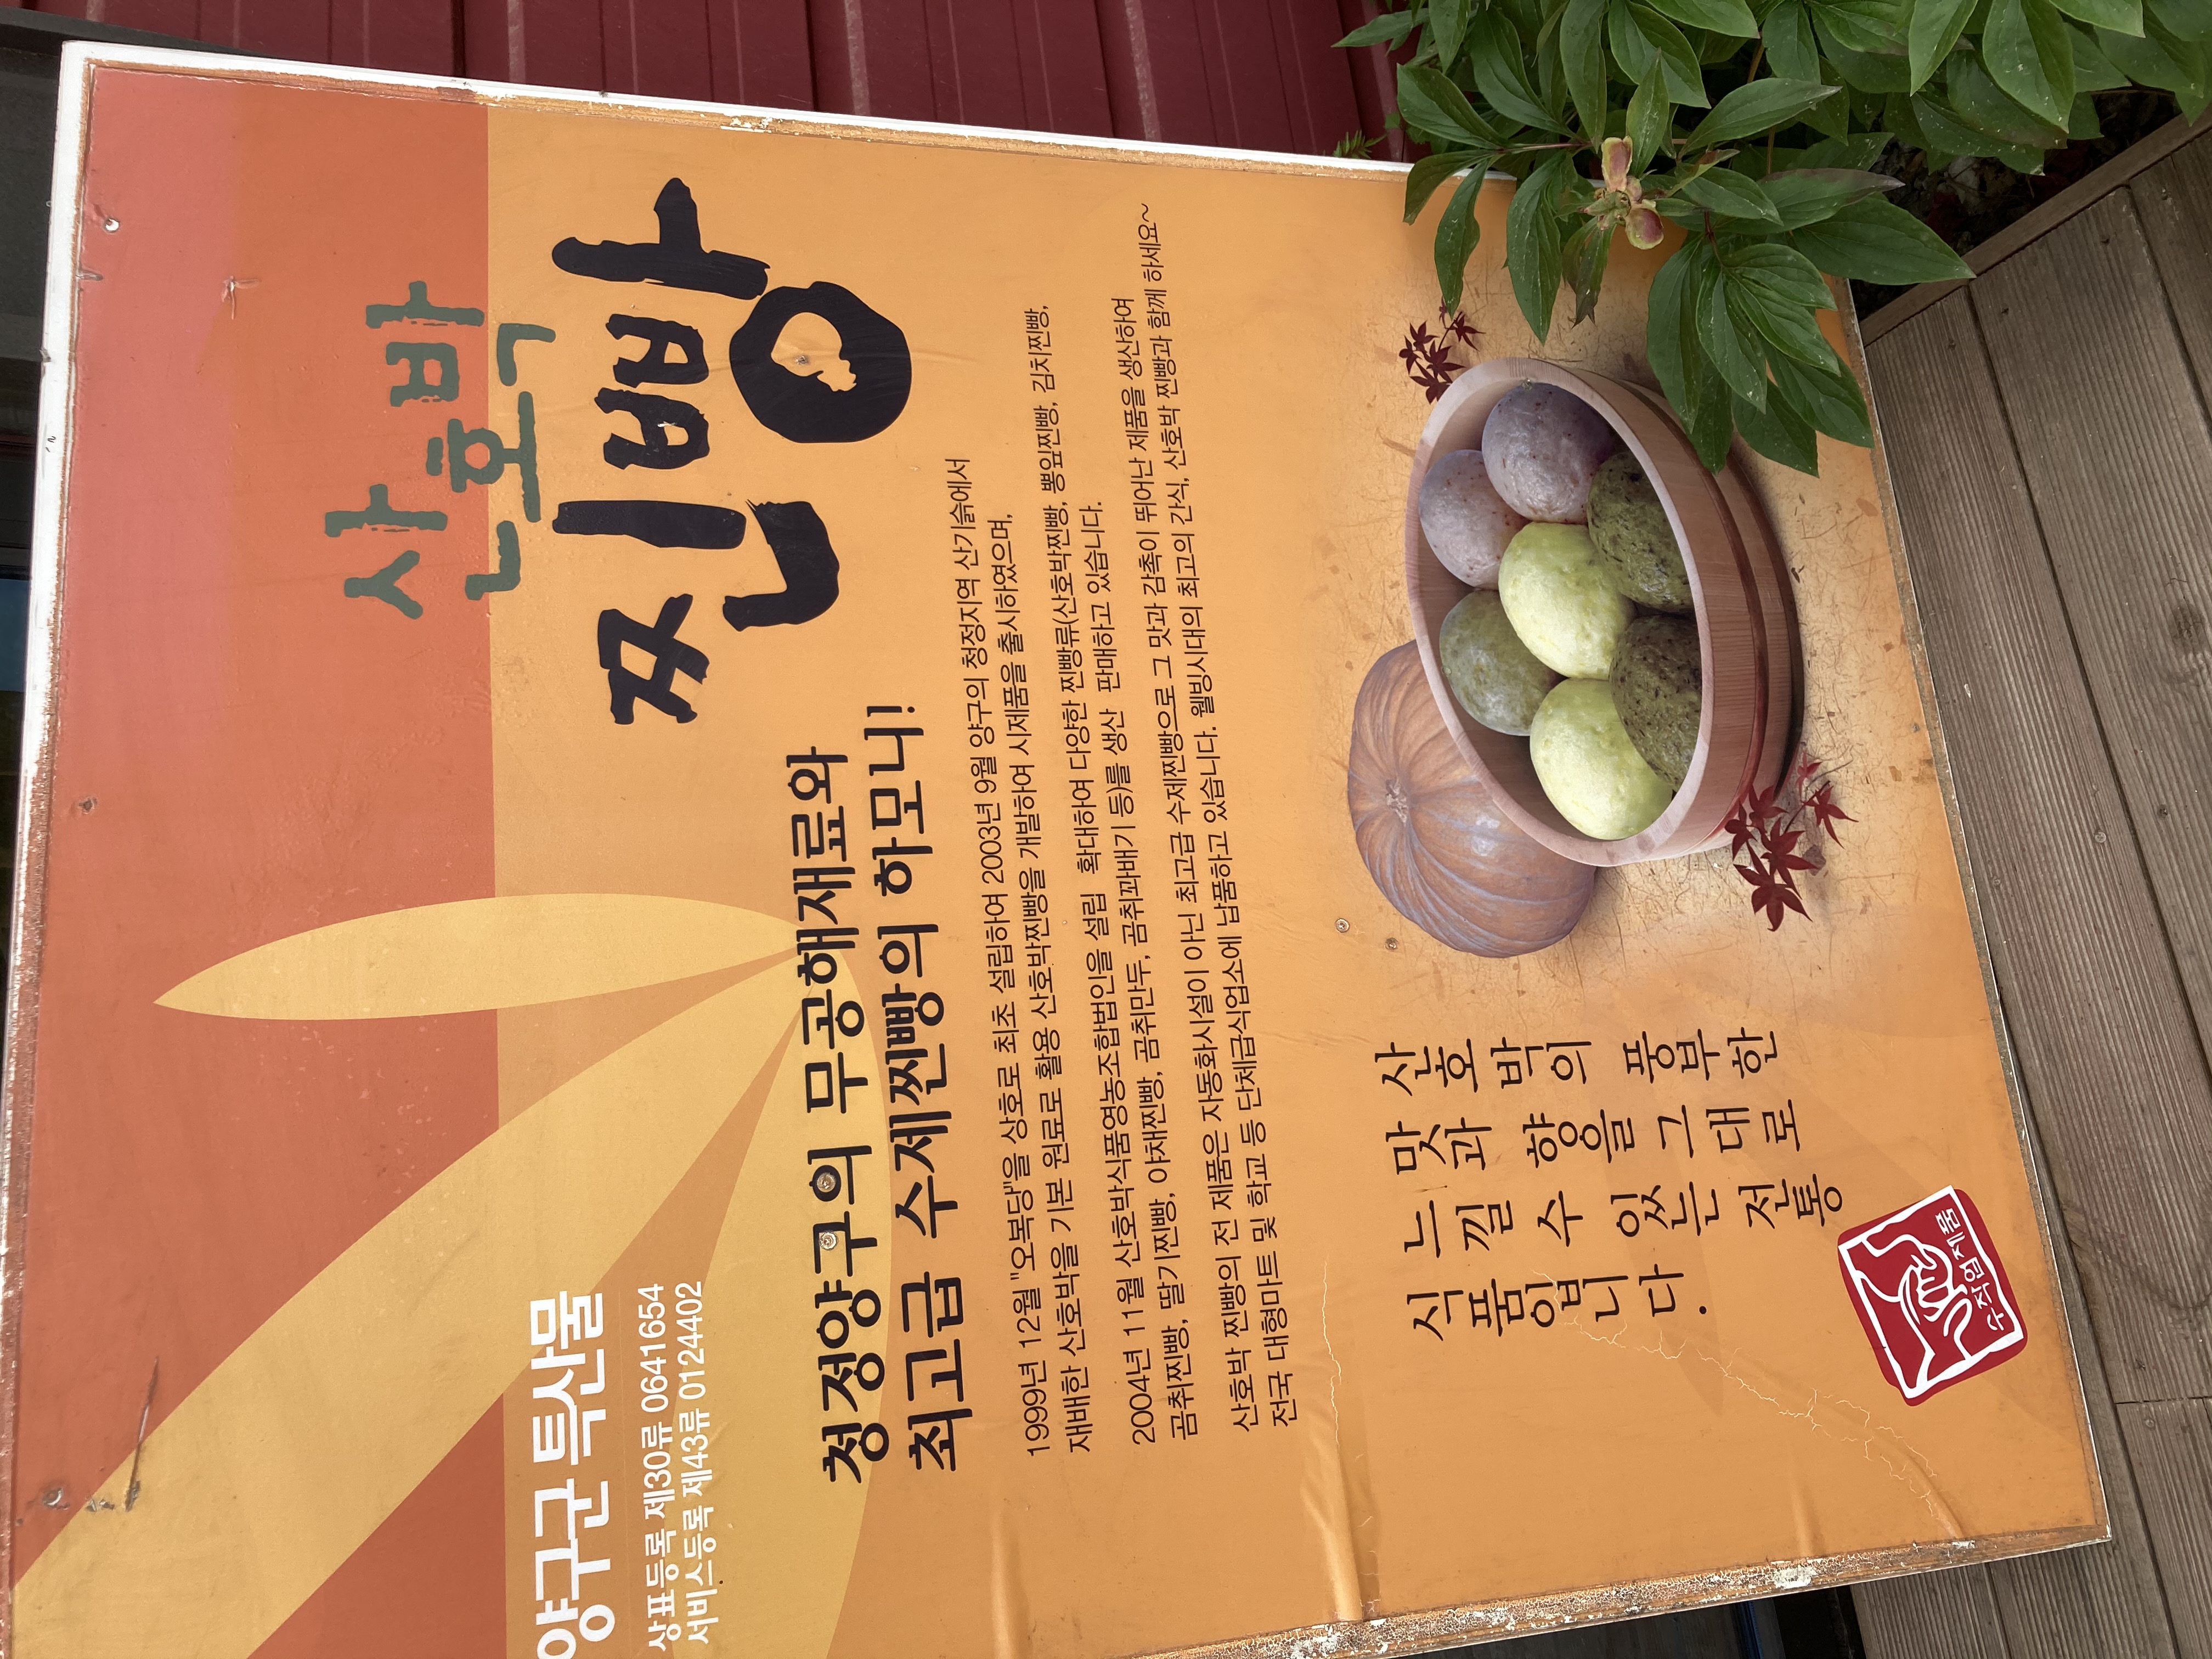 산호박
찐빵
양구군 특산물
상표등록 제30류 0641654
서비스등록 제43류 0124402
청정양구의 무공해재료와
최고급 수제찐빵의 하모니!
1999년 12월 "오복당"을 상호로 최초 설립하여 2003년 9월 양구의 청정지역 산기슭에서
재배한 산호박을 기본 원료로 활용 산호박찐빵을 개발하여 시제품을 출시하였으며,
2004년 11월 산호박식품영농조합법인을 설립 확대하여 다양한 찐빵류(산호박찐빵, 뽕잎찐빵, 김치찐빵,
곰취찐빵, 딸기찐빵, 야채찐빵, 곰취만두, 곰취꽈배기 등)를 생산 판매하고 있습니다.
산호박 찐빵의 전 제품은 자동화시설이 아닌 최고급 수제찐빵으로 그 맛과 감촉이 뛰어난 제품을 생산하여
전국 대형마트 및 학교 등 단체급식업소에 납품하고 있습니다. 웰빙시대의 최고의 간식, 산호박 찐빵과 함께 하세요~
산호박의 풍부한
맛과 향을 그대로
느낄 수 있는 전통
식품입니다.
수작업제품